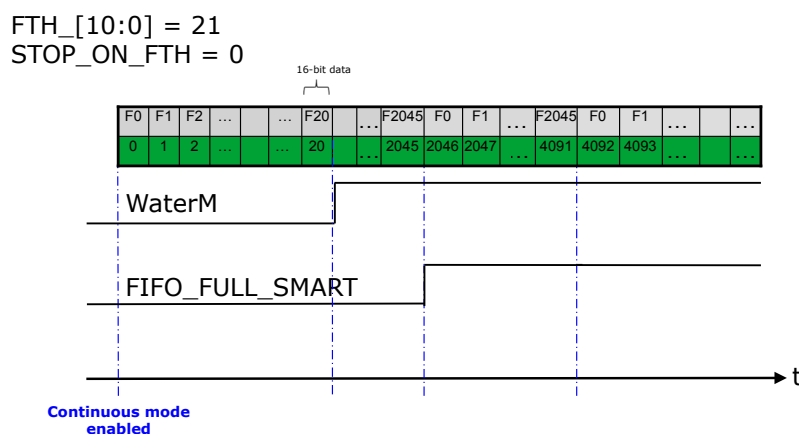 FTH_[10:0] = 21
STOP_ON_FTH = 0
16-bit data
F0 F1 F2 ... ... F20 ... F2045 F0 F1 ... F2045 F0 F1 ... ...
0 1 2 ... ... 20 ... 2045 2046 2047 ... 4091 4092 4093 ... ...
WaterM
FIFO_FULL_SMART
t
Continuous mode
enabled